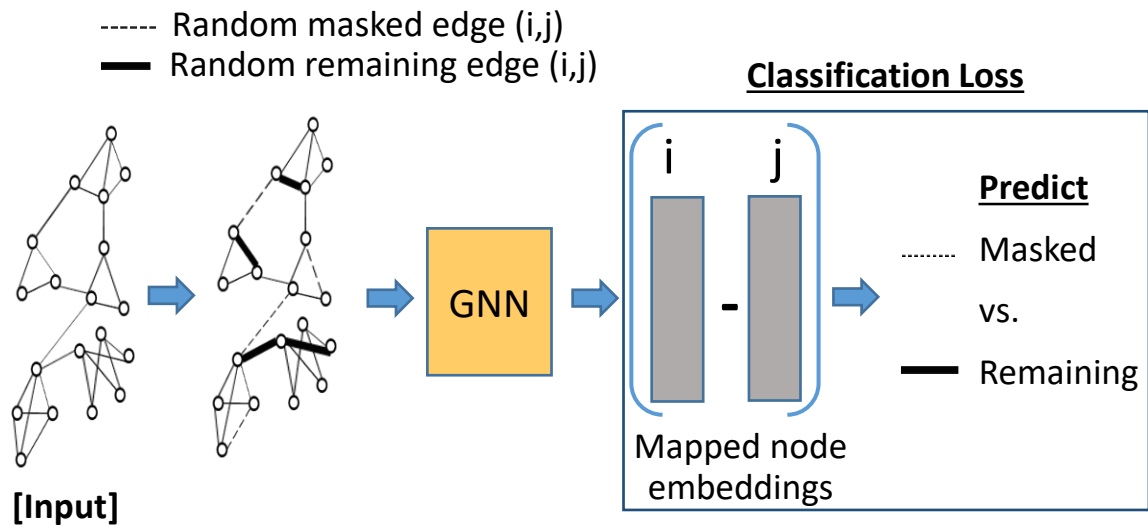 Random masked edge (i,j)
Random remaining edge (i,j)
Classification Loss
i
j
-
GNN
Predict
Masked
vs.
Remaining
Mapped node
embeddings
[Input]